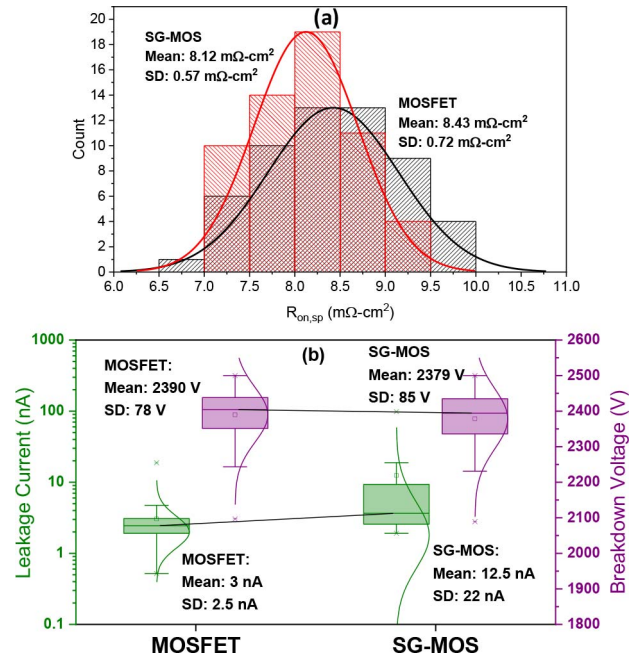 (a)
SG-MOS
Mean: 8.12 mΩ-cm²
SD: 0.57 mΩ-cm²
MOSFET
Mean: 8.43 mΩ-cm²
SD: 0.72 mΩ-cm²
Count
20
18
16
14
12
10
8
6
4
2
0
6.0 6.5 7.0 7.5 8.0 8.5 9.0 9.5 10.0 10.5 11.0
Ron,sp (mΩ-cm²)
(b)
Leakage Current (nA)
1000
100
10
1
0.1
MOSFET:
Mean: 2390 V
SD: 78 V
SG-MOS
Mean: 2379 V
SD: 85 V
MOSFET:
Mean: 3 nA
SD: 2.5 nA
SG-MOS:
Mean: 12.5 nA
SD: 22 nA
2600
2500
2400
2300
2200
2100
2000
1900
1800
Breakdown Voltage (V)
MOSFET SG-MOS